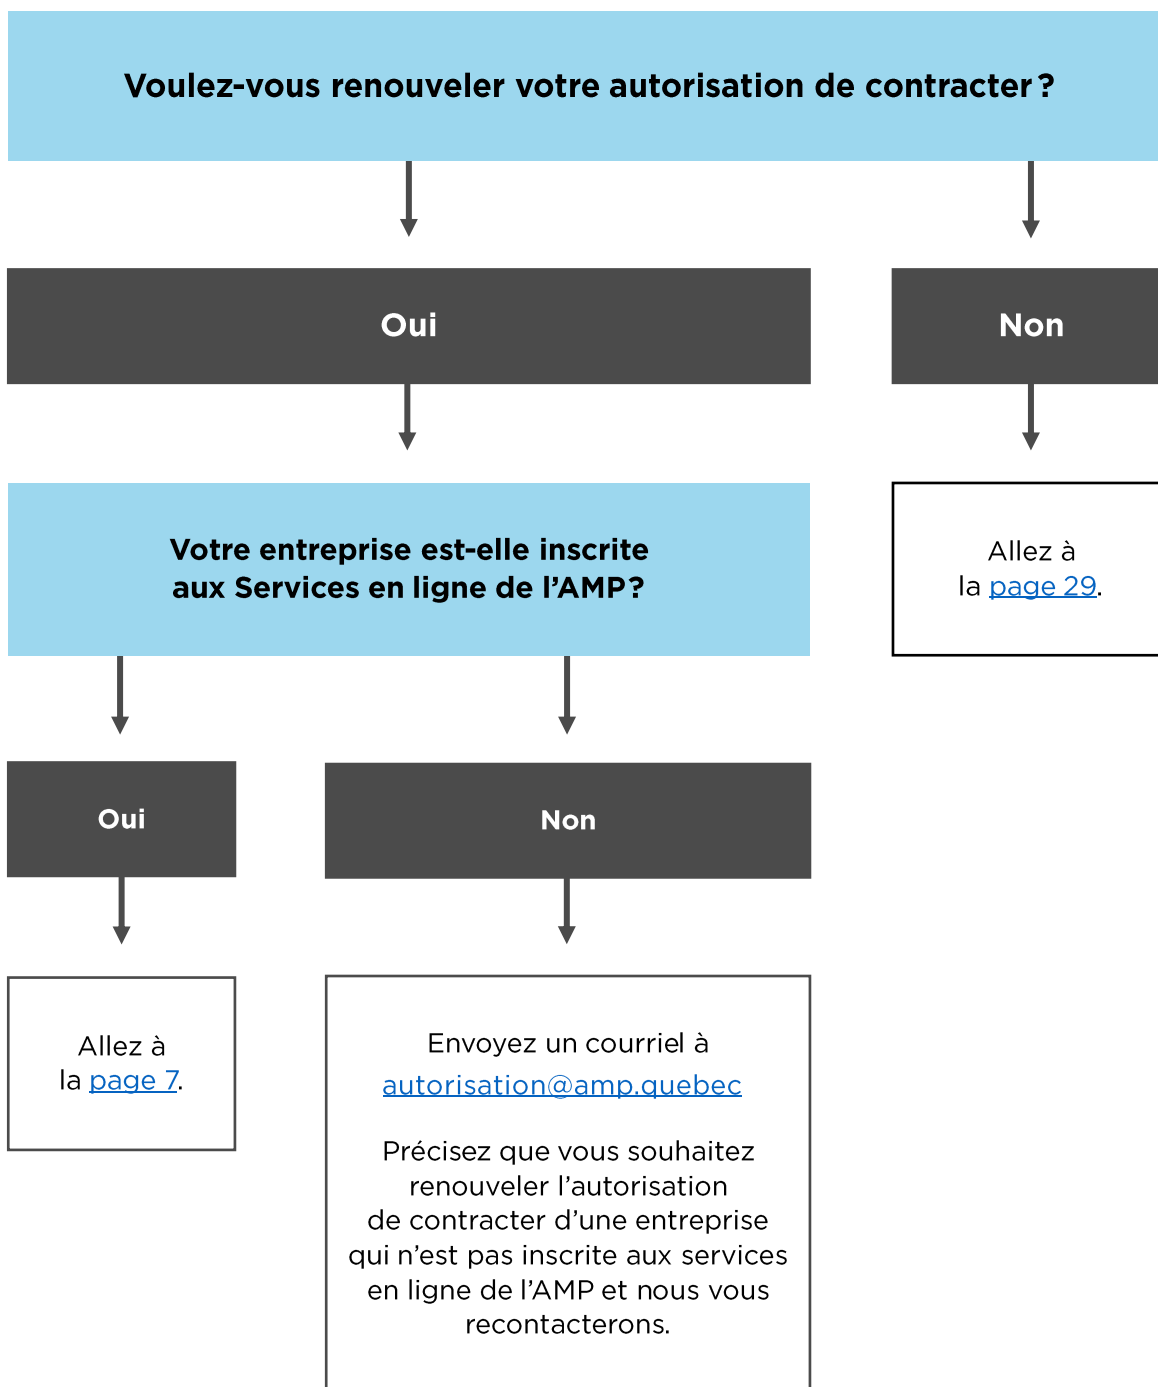 Voulez-vous renouveler votre autorisation de contracter ?
Oui
Non
Votre entreprise est-elle inscrite
aux Services en ligne de l’AMP ?
Allez à
la page 29.
Oui
Non
Allez à
la page 7.
Envoyez un courriel à
autorisation@amp.quebec
Précisez que vous souhaitez
renouveler l’autorisation
de contracter d’une entreprise
qui n’est pas inscrite aux services
en ligne de l’AMP et nous vous
recontacterons.